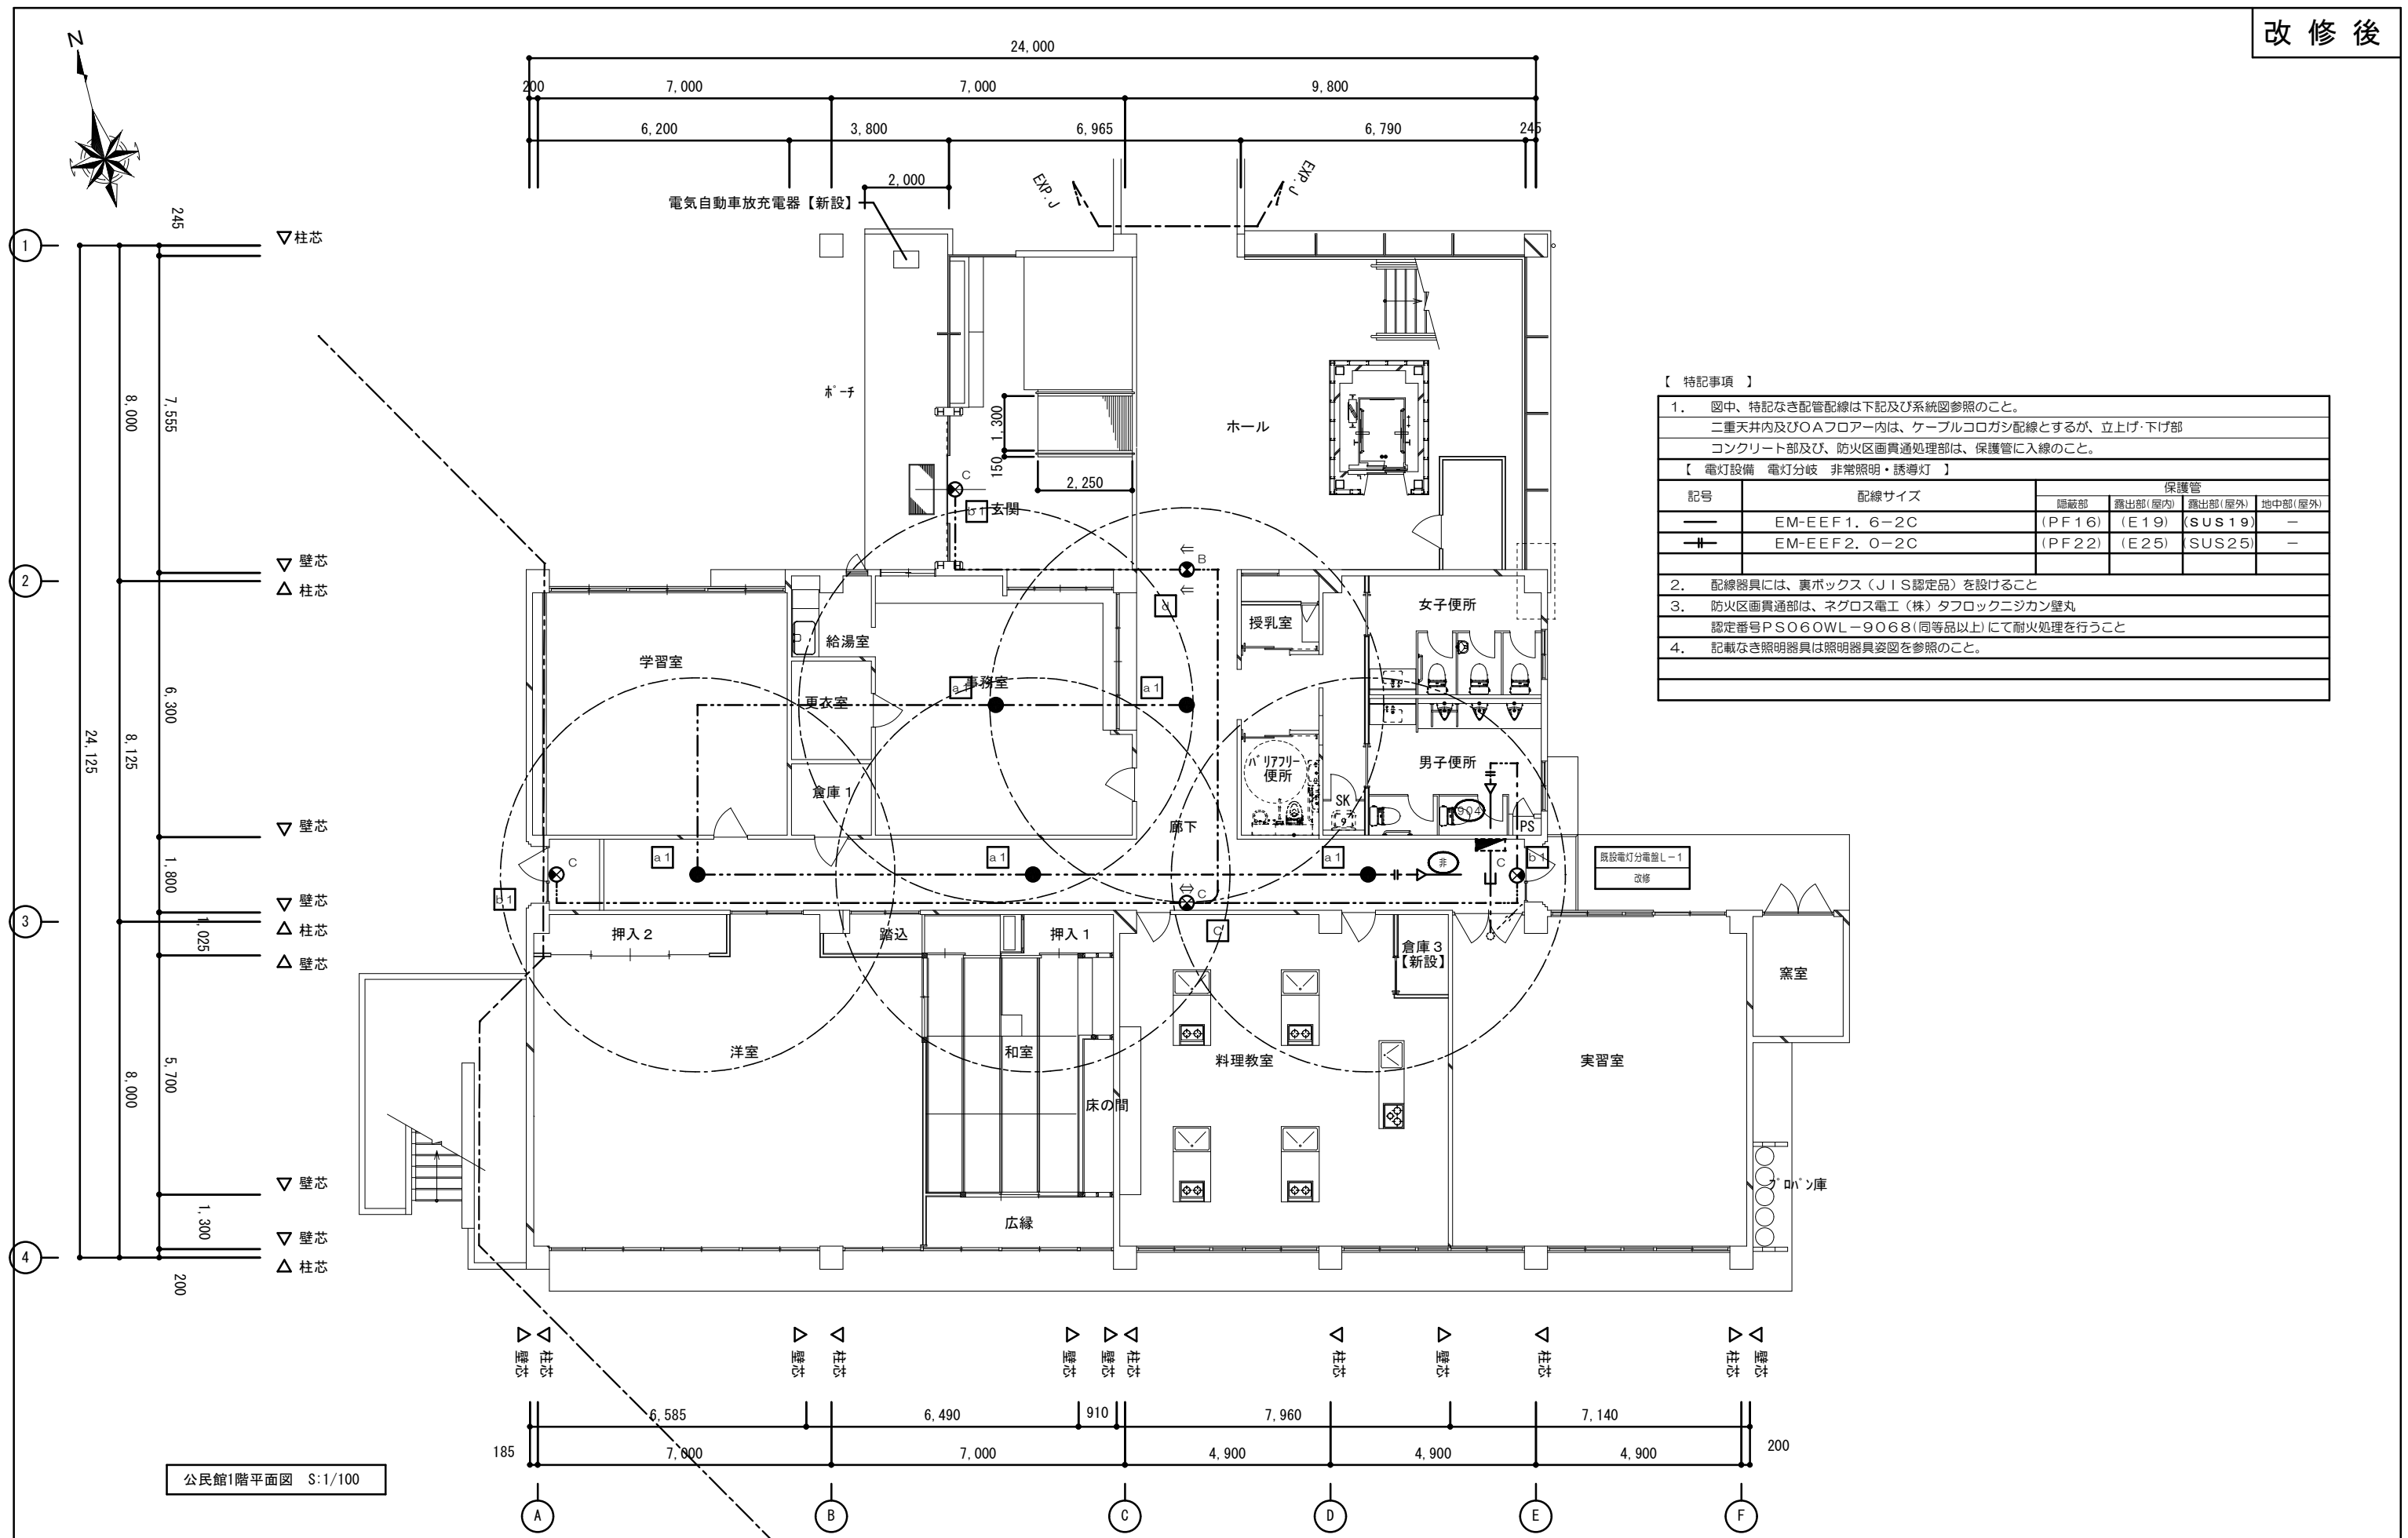 改修後
N
24,000
200
7,000
7,000
9,800
6,200
3,800
6,965
6,790
245
2,000
電気自動車放充電器【新設】
EXP.J
EXP.J
1
245
▽柱芯
ﾎﾟｰﾁ
ホール
1,300
150
2,250
C
b1
玄関
8,000
7,555
【 特記事項 】
1. 図中、特記なき配管配線は下記及び系統図参照のこと。
二重天井内及びOAフロアー内は、ケーブルコロガシ配線とするが、立上げ・下げ部
コンクリート部及び、防火区画貫通処理部は、保護管に入線のこと。
【 電灯設備 電灯分岐 非常照明・誘導灯 】
記号 配線サイズ 保護管
隠蔽部 露出部(屋内) 露出部(屋外) 地中部(屋外)
EM-EEF1.6-2C (PF16) (E19) (SUS19) －
EM-EEF2.0-2C (PF22) (E25) (SUS25) －
2. 配線器具には、裏ボックス（JIS認定品）を設けること
3. 防火区画貫通部は、ネグロス電工（株）タフロックニジカン壁丸
認定番号PS060WL－9068(同等品以上)にて耐火処理を行うこと
4. 記載なき照明器具は照明器具姿図を参照のこと。
▽ 壁芯
2
△ 柱芯
⇐
B
⇐
d
給湯室
学習室
授乳室
女子便所
a1
事務室
a1
更衣室
倉庫1
ﾊﾞﾘｱﾌﾘｰ
便所
男子便所
SK
904
PS
廊下
24,125
8,125
6,300
▽ 壁芯
1,800
C
a1
a1
a1
非
C
b1
既設電灯分電盤L－1
改修
b1
⇔
C
C
▽ 壁芯
3
△ 柱芯
1,025
△ 壁芯
押入2
踏込
押入1
倉庫3
【新設】
窯室
洋室
和室
料理教室
実習室
床の間
8,000
5,700
▽ 壁芯
1,300
ﾌﾟﾛﾊﾟﾝ庫
広縁
▽ 壁芯
4
△ 柱芯
200
壁芯
柱芯
壁芯
柱芯
壁芯
壁芯
柱芯
柱芯
壁芯
柱芯
柱芯
壁芯
6,585
6,490
910
7,960
7,140
185
7,000
7,000
4,900
4,900
4,900
200
公民館1階平面図 S:1/100
A
B
C
D
E
F